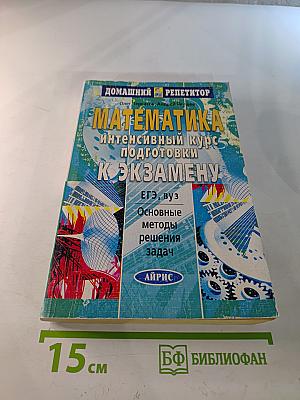 ДОМАШНИЙ РЕПЕТИТОР
МАТЕМАТИКА
интенсивный курс
подготовки
К ЭКЗАМЕНУ
ЕГЭ, вуз
Основные
методы
решения
задач
АЙРИС
15 см
БФ БИБЛИОФАН